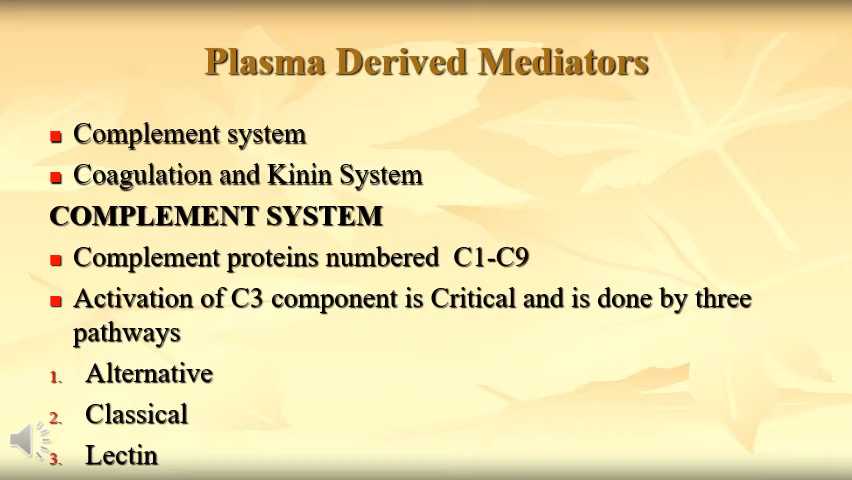 Plasma Derived Mediators
Complement system
Coagulation and Kinin System
COMPLEMENT SYSTEM
Complement proteins numbered C1-C9
Activation of C3 component is Critical and is done by three
pathways
1. Alternative
2. Classical
3. Lectin